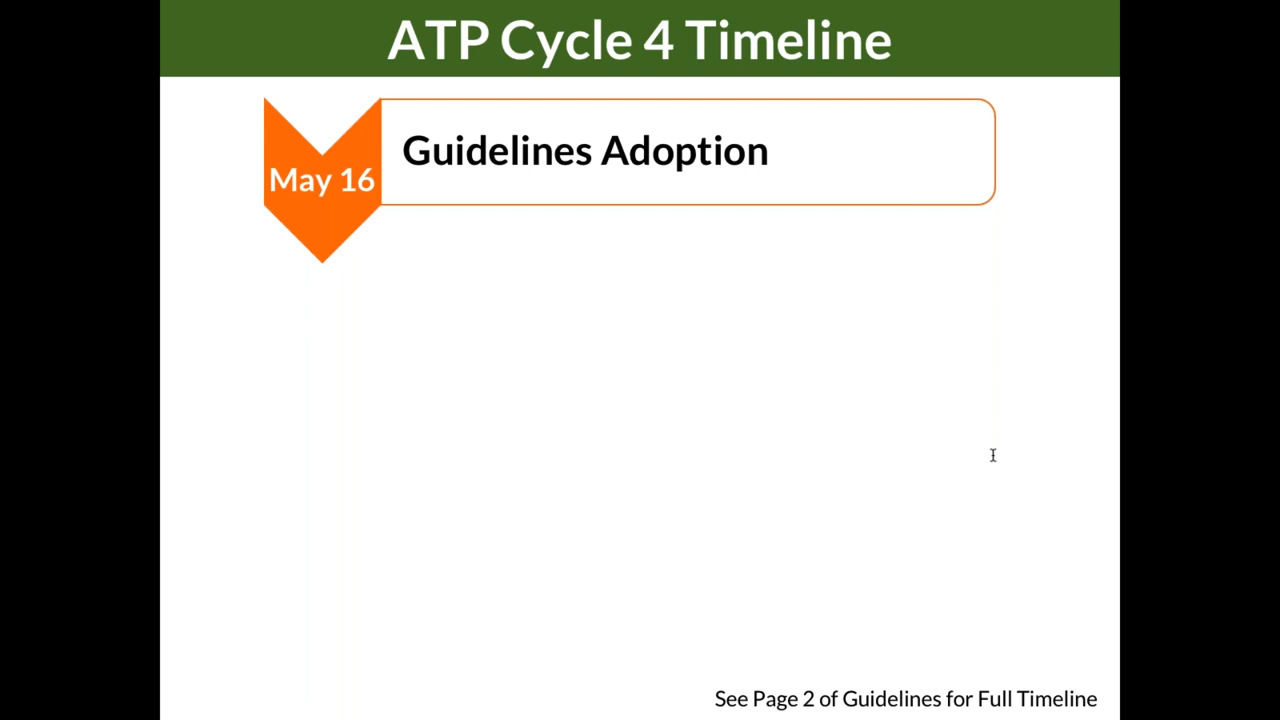 ATP Cycle 4 Timeline
May 16
Guidelines Adoption
See Page 2 of Guidelines for Full Timeline